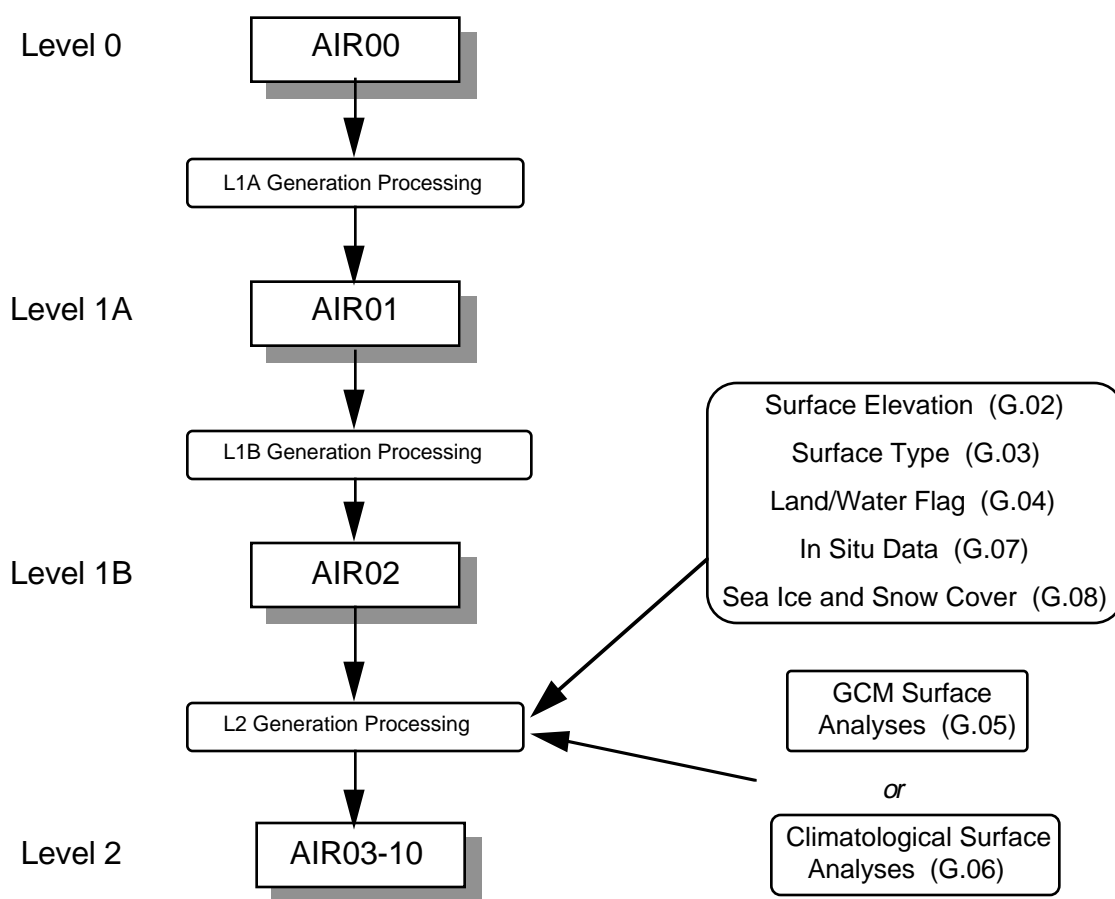 Level 0
AIR00
L1A Generation Processing
Level 1A
AIR01
L1B Generation Processing
Level 1B
AIR02
Surface Elevation (G.02)
Surface Type (G.03)
Land/Water Flag (G.04)
In Situ Data (G.07)
Sea Ice and Snow Cover (G.08)
L2 Generation Processing
GCM Surface
Analyses (G.05)
or
Climatological Surface
Analyses (G.06)
Level 2
AIR03-10